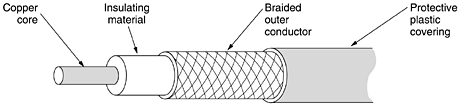 Copper
core
Insulating
material
Braided
outer
conductor
Protective
plastic
covering